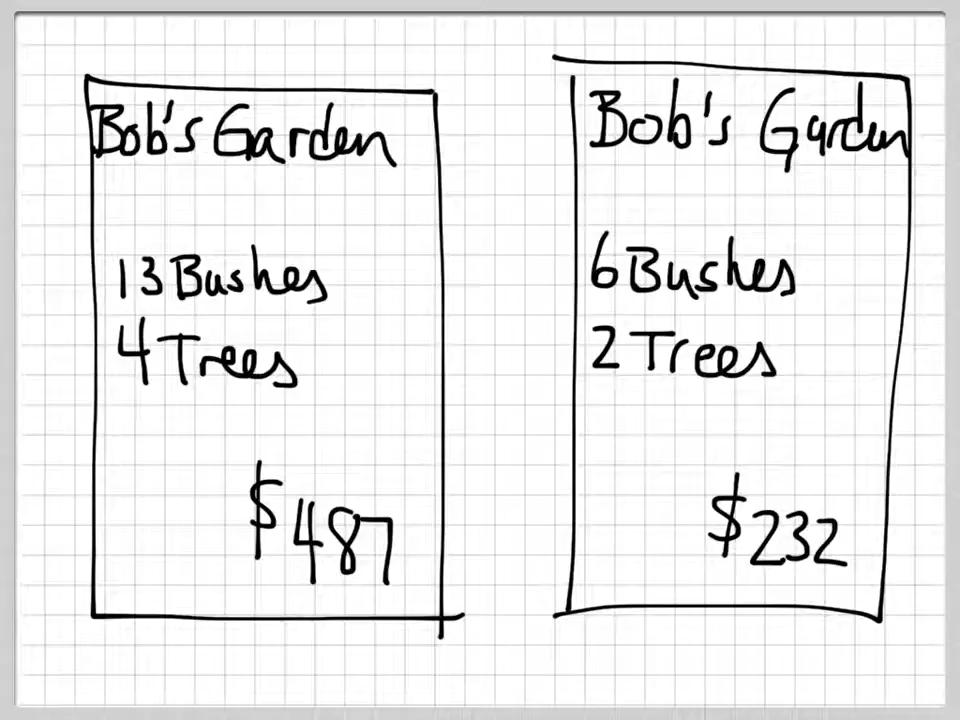 Bob's Garden
13 Bushes
4 Trees
$487
Bob's Garden
6 Bushes
2 Trees
$232